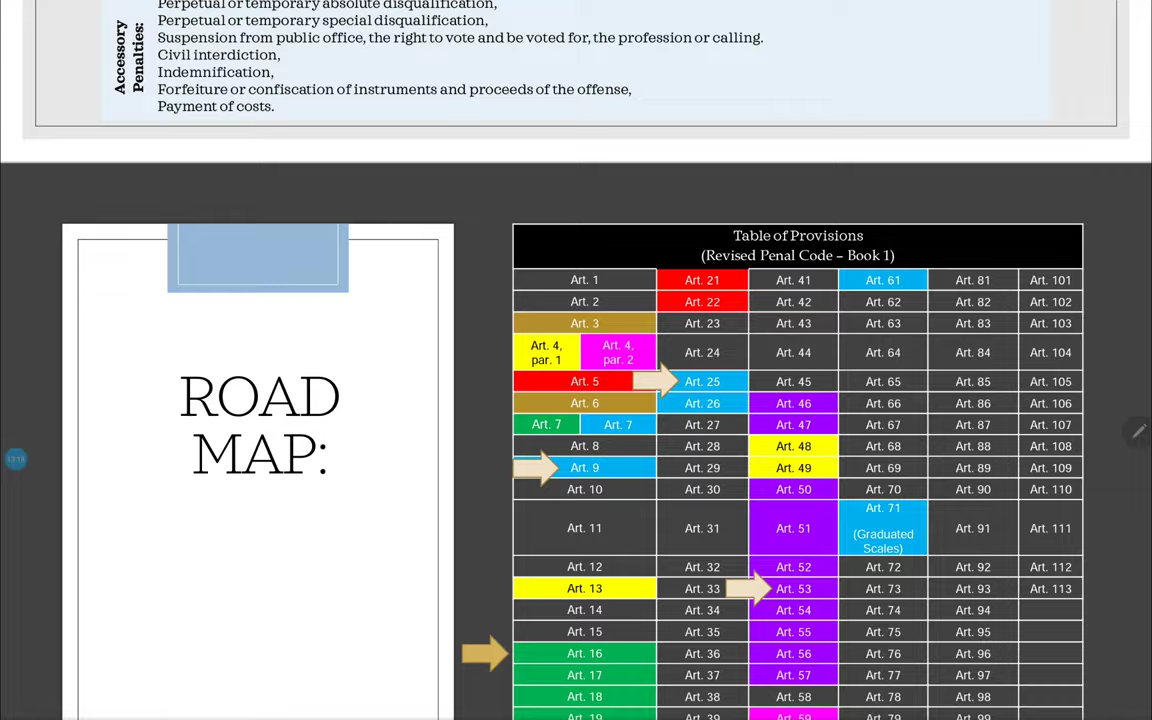 Perpetual or temporary absolute disqualification,
Perpetual or temporary special disqualification,
Suspension from public office, the right to vote and be voted for, the profession or calling.
Civil interdiction,
Indemnification,
Forfeiture or confiscation of instruments and proceeds of the offense,
Payment of costs.
Accessory
Penalties:
ROAD
MAP:
13:15
Table of Provisions
(Revised Penal Code – Book 1)
Art. 1 Art. 21 Art. 41 Art. 61 Art. 81 Art. 101
Art. 2 Art. 22 Art. 42 Art. 62 Art. 82 Art. 102
Art. 3 Art. 23 Art. 43 Art. 63 Art. 83 Art. 103
Art. 4, par. 1 Art. 4, par. 2 Art. 24 Art. 44 Art. 64 Art. 84 Art. 104
Art. 5 Art. 25 Art. 45 Art. 65 Art. 85 Art. 105
Art. 6 Art. 26 Art. 46 Art. 66 Art. 86 Art. 106
Art. 7 Art. 7 Art. 27 Art. 47 Art. 67 Art. 87 Art. 107
Art. 8 Art. 28 Art. 48 Art. 68 Art. 88 Art. 108
Art. 9 Art. 29 Art. 49 Art. 69 Art. 89 Art. 109
Art. 10 Art. 30 Art. 50 Art. 70 Art. 90 Art. 110
Art. 11 Art. 31 Art. 51 Art. 71 (Graduated Scales) Art. 91 Art. 111
Art. 12 Art. 32 Art. 52 Art. 72 Art. 92 Art. 112
Art. 13 Art. 33 Art. 53 Art. 73 Art. 93 Art. 113
Art. 14 Art. 34 Art. 54 Art. 74 Art. 94
Art. 15 Art. 35 Art. 55 Art. 75 Art. 95
Art. 16 Art. 36 Art. 56 Art. 76 Art. 96
Art. 17 Art. 37 Art. 57 Art. 77 Art. 97
Art. 18 Art. 38 Art. 58 Art. 78 Art. 98
Art. 19 Art. 39 Art. 59 Art. 79 Art. 99